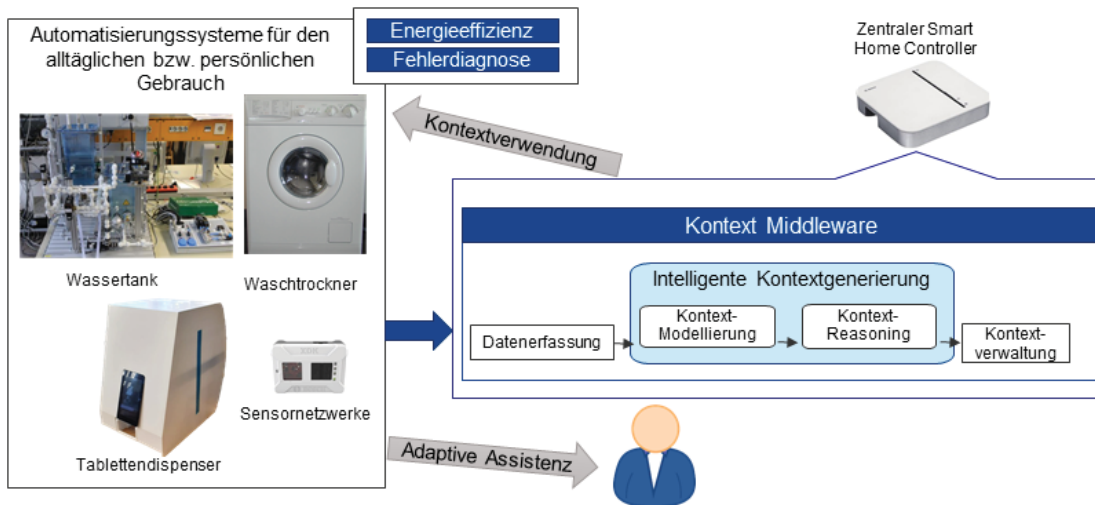 Automatisierungssysteme für den
alltäglichen bzw. persönlichen
Gebrauch
Energieeffizienz
Fehlerdiagnose
Zentraler Smart
Home Controller
Kontextverwendung
Wassertank
Waschtrockner
Tablettendispenser
Sensornetzwerke
Kontext Middleware
Intelligente Kontextgenerierung
Datenerfassung
Kontext-
Modellierung
Kontext-
Reasoning
Kontext-
verwaltung
Adaptive Assistenz